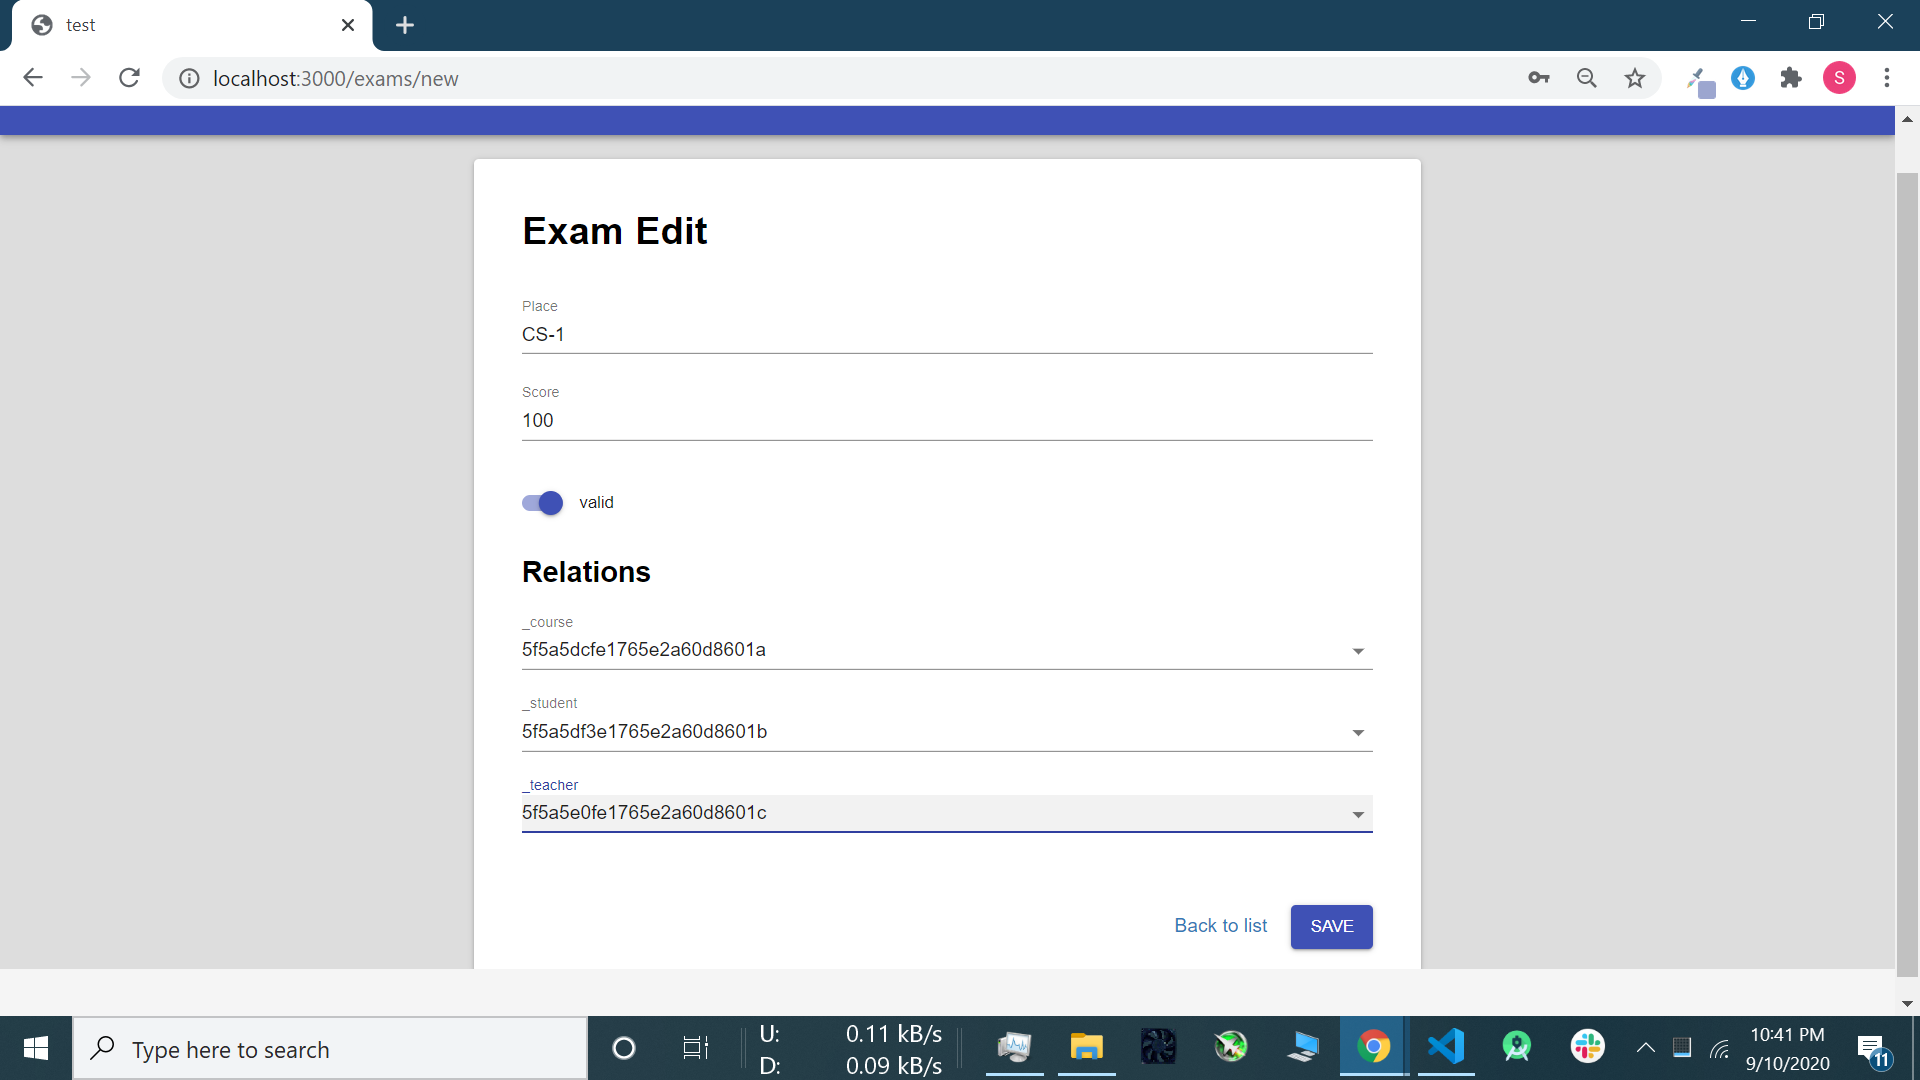 test
localhost:3000/exams/new
S
Exam Edit
Place
CS-1
Score
100
valid
Relations
_course
5f5a5dcfe1765e2a60d8601a
_student
5f5a5df3e1765e2a60d8601b
_teacher
5f5a5e0fe1765e2a60d8601c
Back to list
SAVE
Type here to search
U: 0.11 kB/s
D: 0.09 kB/s
10:41 PM
9/10/2020
11